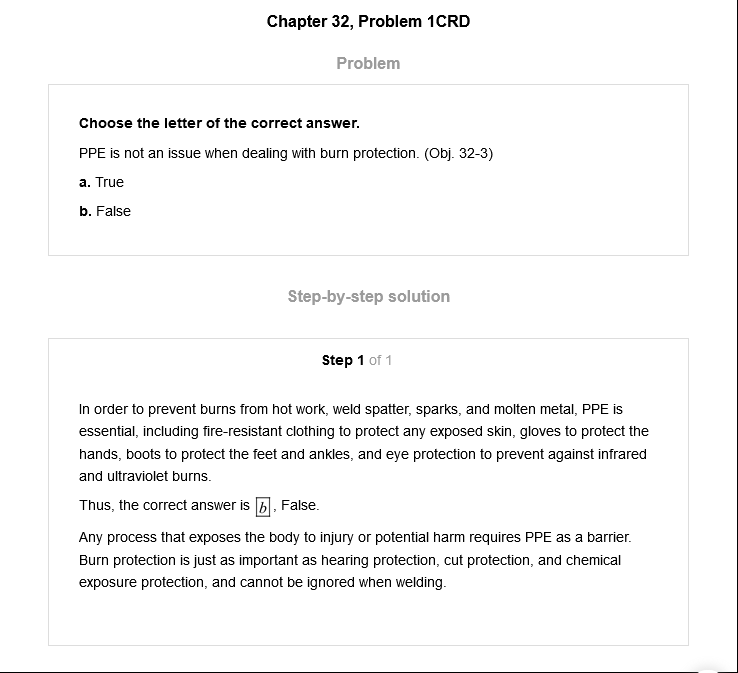 Chapter 32, Problem 1CRD
Problem
Choose the letter of the correct answer.
PPE is not an issue when dealing with burn protection. (Obj. 32-3)
a. True
b. False
Step-by-step solution
Step 1 of 1
In order to prevent burns from hot work, weld spatter, sparks, and molten metal, PPE is
essential, including fire-resistant clothing to protect any exposed skin, gloves to protect the
hands, boots to protect the feet and ankles, and eye protection to prevent against infrared
and ultraviolet burns.
Thus, the correct answer is b, False.
Any process that exposes the body to injury or potential harm requires PPE as a barrier.
Burn protection is just as important as hearing protection, cut protection, and chemical
exposure protection, and cannot be ignored when welding.